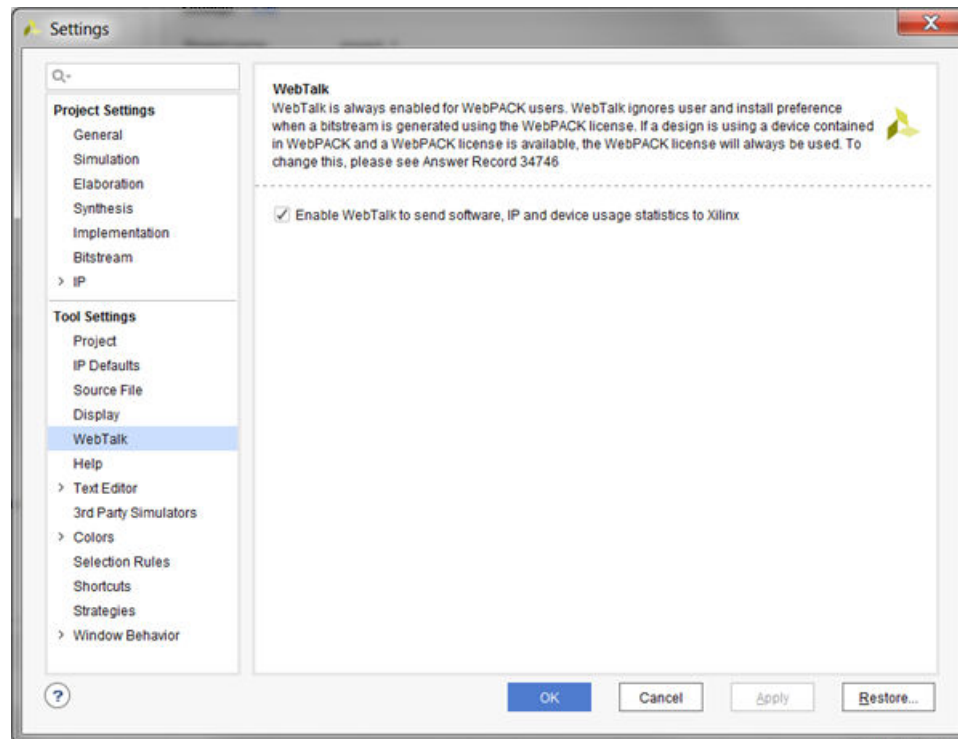 Settings
Project Settings
General
Simulation
Elaboration
Synthesis
Implementation
Bitstream
> IP
Tool Settings
Project
IP Defaults
Source File
Display
WebTalk
Help
> Text Editor
3rd Party Simulators
> Colors
Selection Rules
Shortcuts
Strategies
> Window Behavior
WebTalk
WebTalk is always enabled for WebPACK users. WebTalk ignores user and install preference
when a bitstream is generated using the WebPACK license. If a design is using a device contained
in WebPACK and a WebPACK license is available, the WebPACK license will always be used. To
change this, please see Answer Record 34746
Enable WebTalk to send software, IP and device usage statistics to Xilinx
?
OK
Cancel
Apply
Restore...